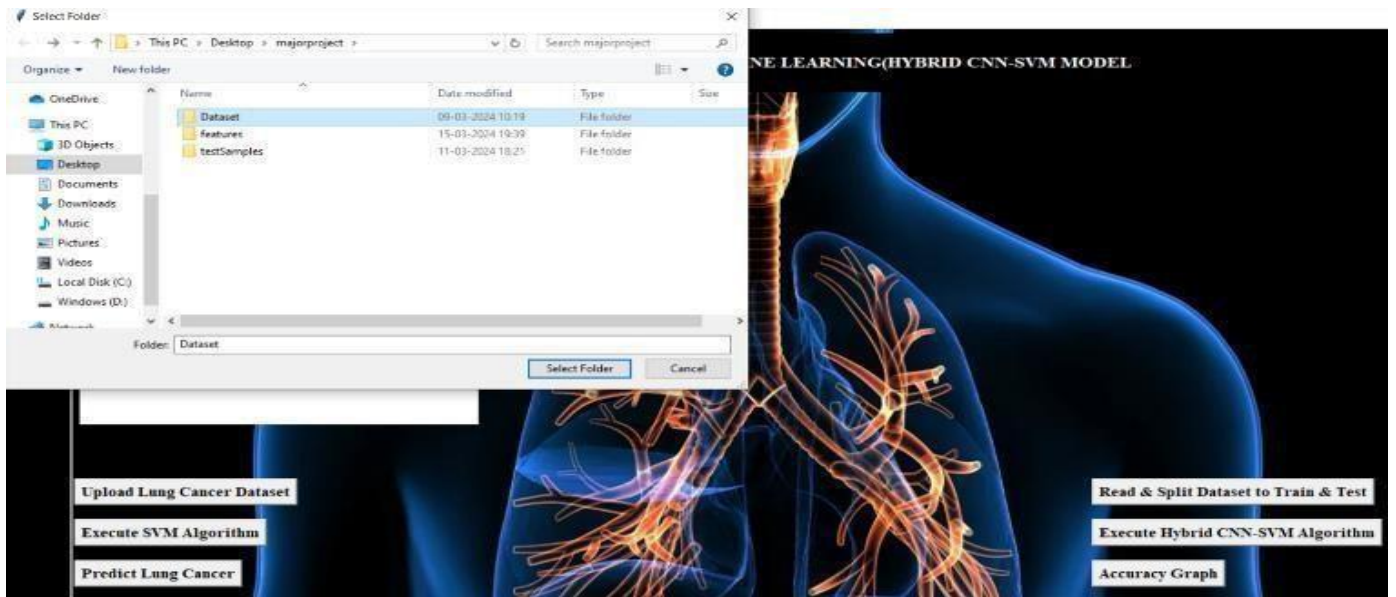 Select Folder
This PC > Desktop > majorproject >
Search majorproject
NE LEARNING(HYBRID CNN-SVM MODEL
Organize
New folder
OneDrive
This PC
3D Objects
Desktop
Documents
Downloads
Music
Pictures
Videos
Local Disk (C:)
Windows (D:)
Network
Name Date modified Type Size
Dataset 09-03-2024 10:19 File folder
features 15-03-2024 19:39 File folder
testSamples 11-03-2024 18:21 File folder
Folder: Dataset
Select Folder
Cancel
Upload Lung Cancer Dataset
Read & Split Dataset to Train & Test
Execute SVM Algorithm
Execute Hybrid CNN-SVM Algorithm
Predict Lung Cancer
Accuracy Graph